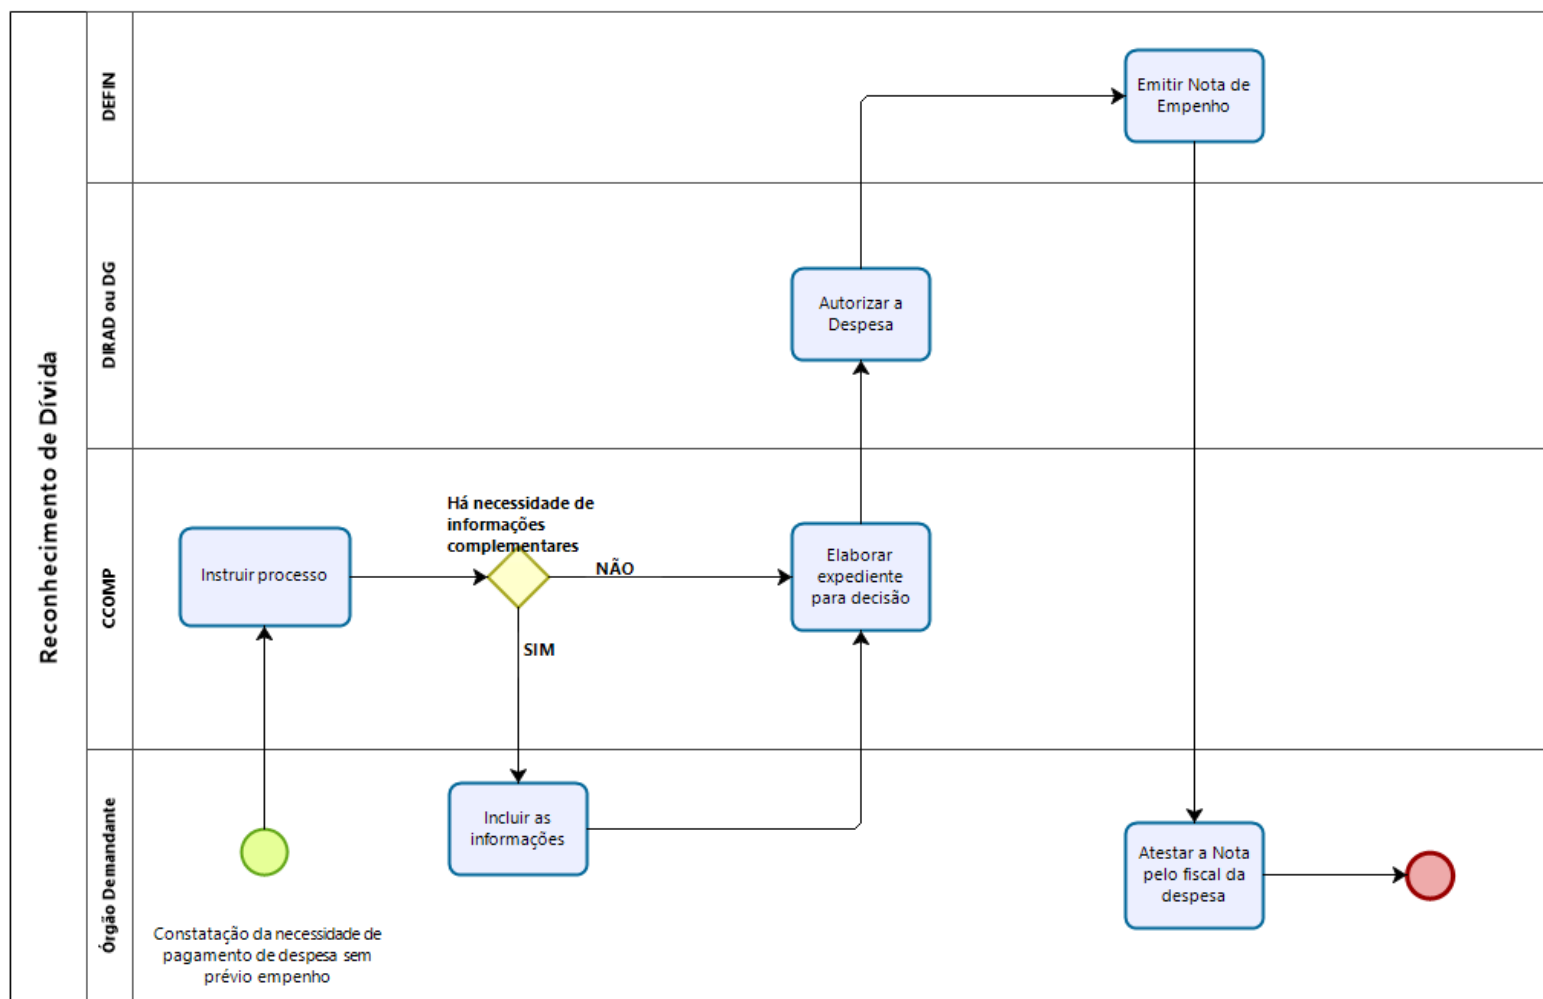 Reconhecimento de Dívida
DEFIN
Emitir Nota de
Empenho
DIRAD ou DG
Autorizar a
Despesa
CCOMP
Instruir processo
Há necessidade de
informações
complementares
NÃO
SIM
Elaborar
expediente
para decisão
Órgão Demandante
Constatação da necessidade de
pagamento de despesa sem
prévio empenho
Incluir as
informações
Atestar a Nota
pelo fiscal da
despesa